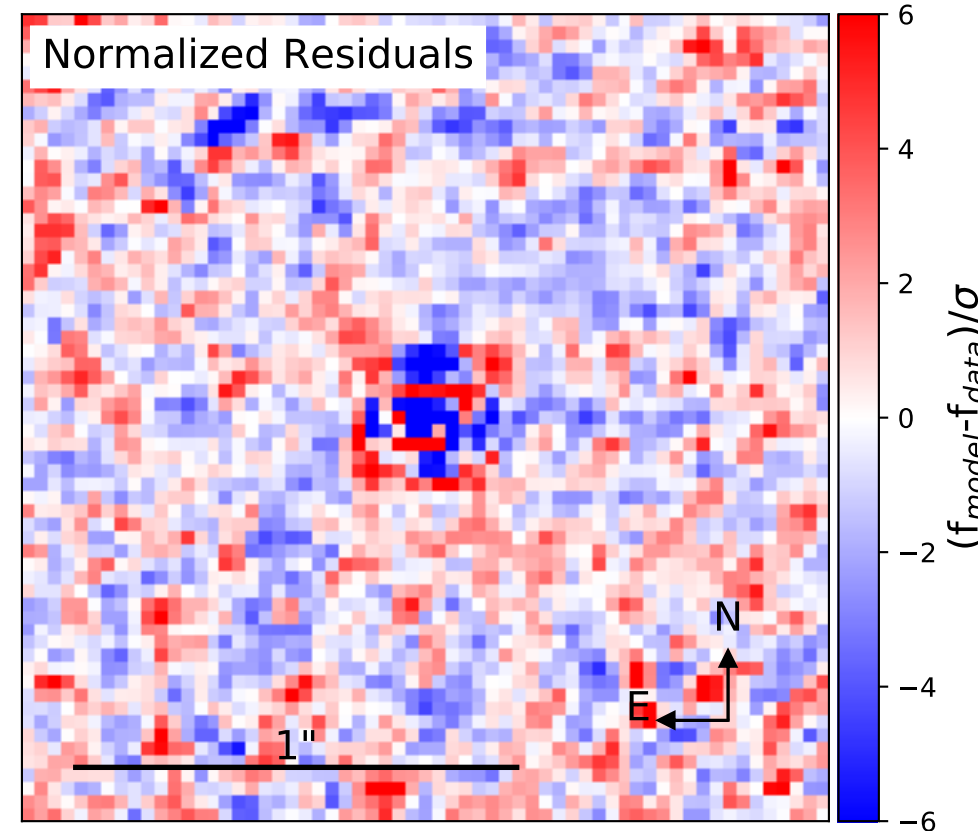 Normalized Residuals
N
E
1"
6
4
2
0
−2
−4
−6
(f_model-f_data)/σ